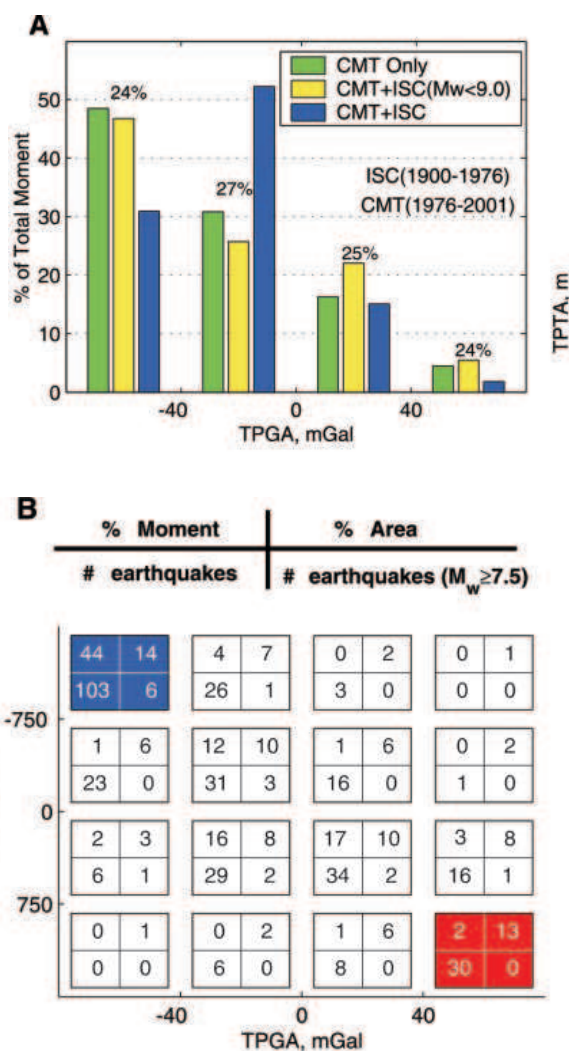 A
CMT Only
CMT+ISC(Mw<9.0)
CMT+ISC
ISC(1900-1976)
CMT(1976-2001)
% of Total Moment
50
40
30
20
10
0
24%
27%
25%
24%
-40 0 40
TPGA, mGal
TPTA, m
B
% Moment % Area
# earthquakes # earthquakes (Mw≥7.5)
44 14 4 7 0 2 0 1
103 6 26 1 3 0 0 0
-750
1 6 12 10 1 6 0 2
23 0 31 3 16 0 1 0
0
2 3 16 8 17 10 3 8
6 1 29 2 34 2 16 1
750
0 1 0 2 1 6 2 13
0 0 6 0 8 0 30 0
-40 0 40
TPGA, mGal